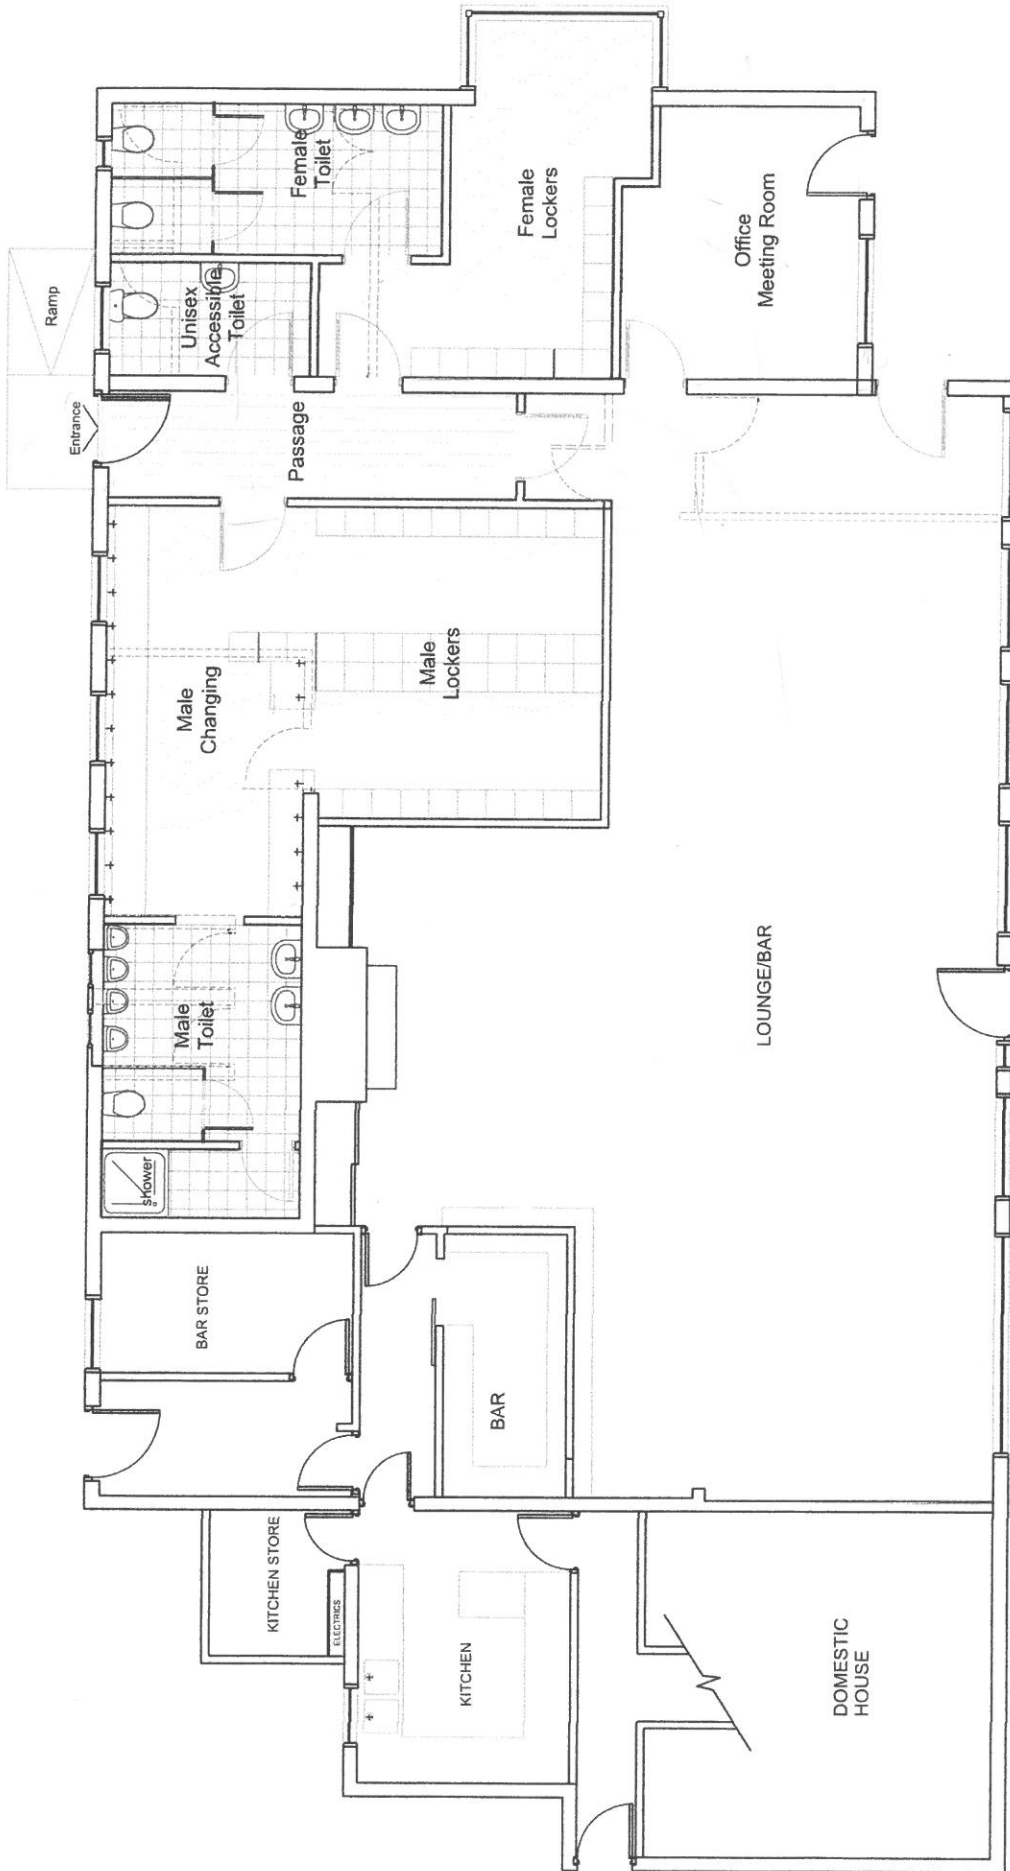 Ramp
Entrance
Unisex
Accessible
Toilet
Female
Toilet
Female
Lockers
Office
Meeting Room
Passage
Male
Changing
Male
Lockers
Male
Toilet
shower
LOUNGE/BAR
BAR STORE
BAR
KITCHEN STORE
ELECTRICS
KITCHEN
DOMESTIC
HOUSE